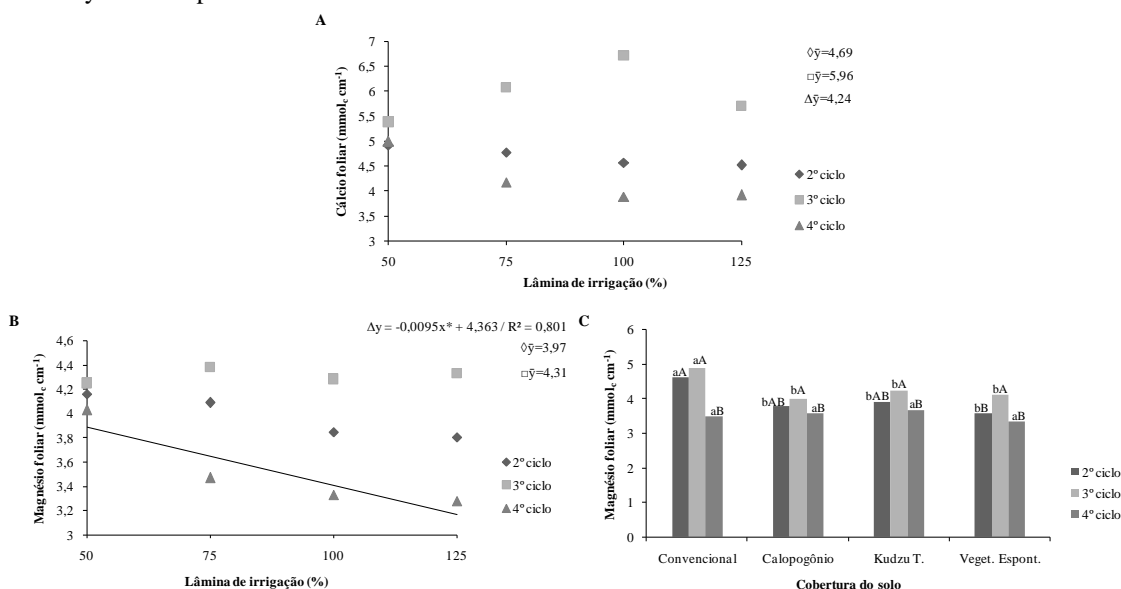 A
7
6,5
6
5,5
5
4,5
4
3,5
3
50 75 100 125
Cálcio foliar (mmolc cm-1)
Lâmina de irrigação (%)
◊ȳ=4,69
□ȳ=5,96
Δȳ=4,24
2º ciclo
3º ciclo
4º ciclo
B
Δy = -0,0095x* + 4,363 / R² = 0,801
◊ȳ=3,97
□ȳ=4,31
4,6
4,4
4,2
4
3,8
3,6
3,4
3,2
3
50 75 100 125
Magnésio foliar (mmolc cm-1)
Lâmina de irrigação (%)
2º ciclo
3º ciclo
4º ciclo
C
6
5
4
3
2
1
0
Magnésio foliar (mmolc cm-1)
aA aA aB bAB bA aB bAB bA aB bB bA aB
Convencional Calopogônio Kudzu T. Veget. Espont.
Cobertura do solo
2º ciclo
3º ciclo
4º ciclo